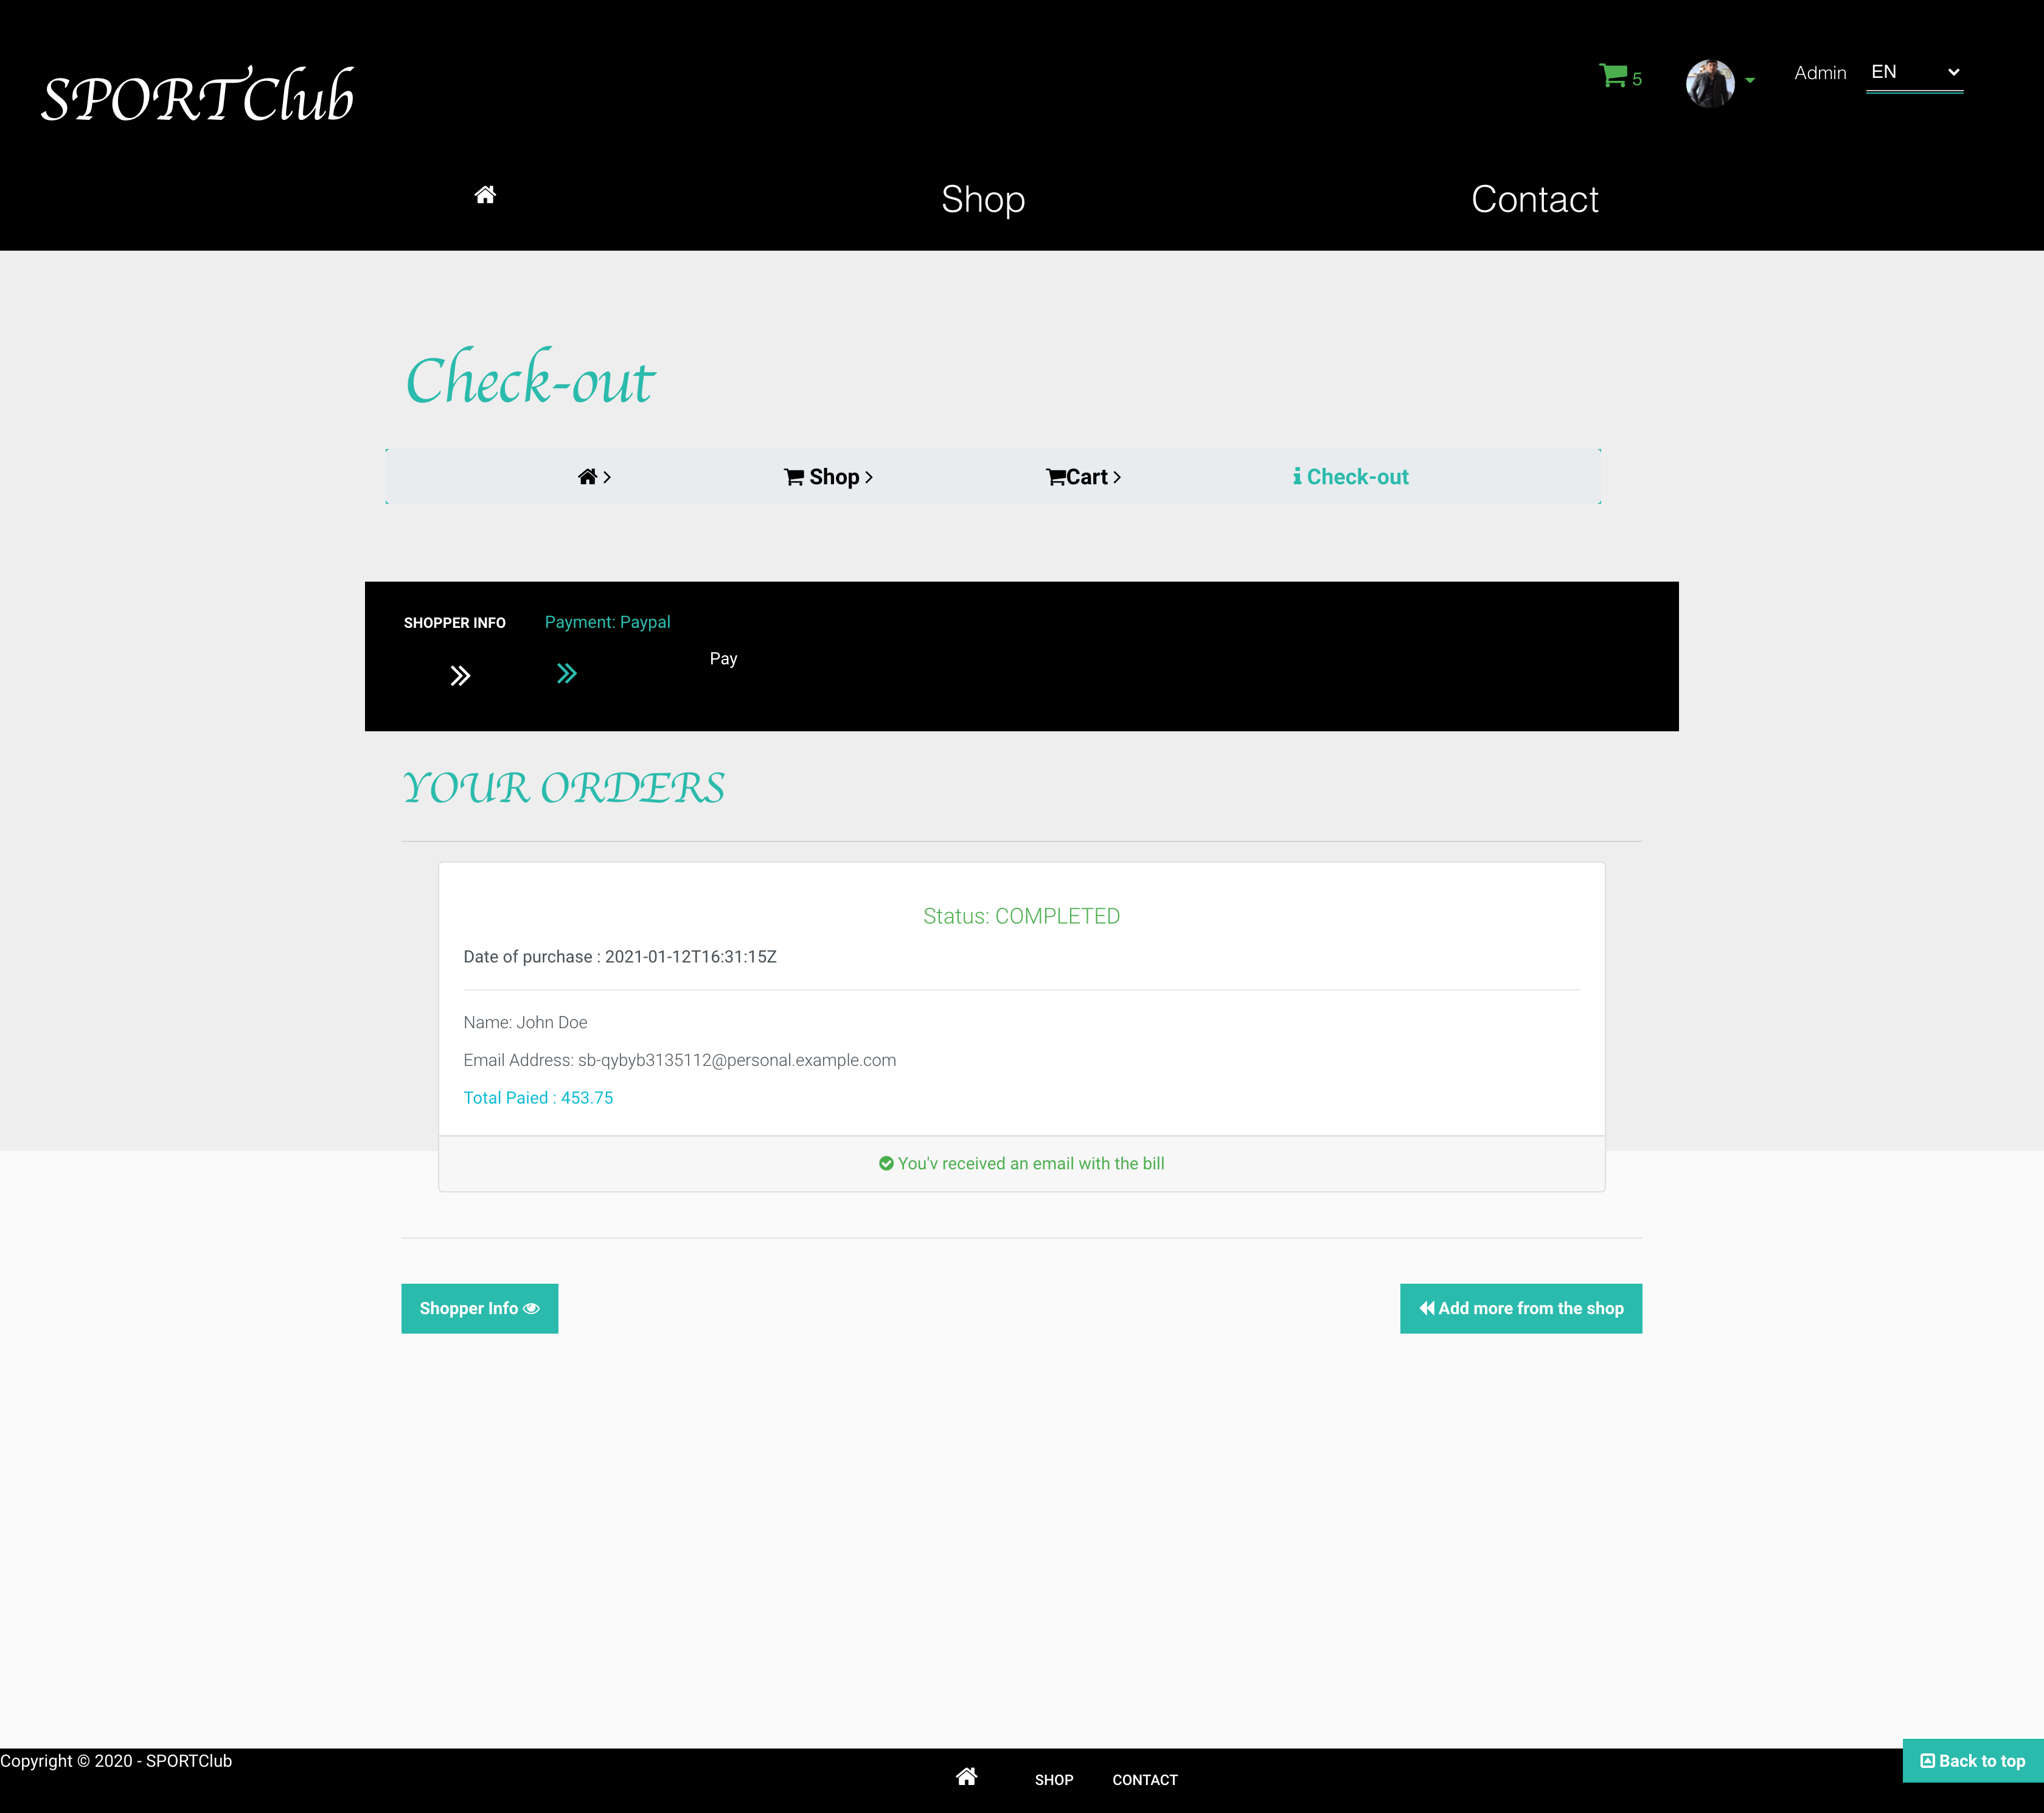 SPORTClub
5
Admin
EN
Shop
Contact
Check-out
Shop
Cart
Check-out
SHOPPER INFO
Payment: Paypal
Pay
YOUR ORDERS
Status: COMPLETED
Date of purchase : 2021-01-12T16:31:15Z
Name: John Doe
Email Address: sb-qybyb3135112@personal.example.com
Total Paied : 453.75
You'v received an email with the bill
Shopper Info
Add more from the shop
Copyright © 2020 - SPORTClub
SHOP
CONTACT
Back to top